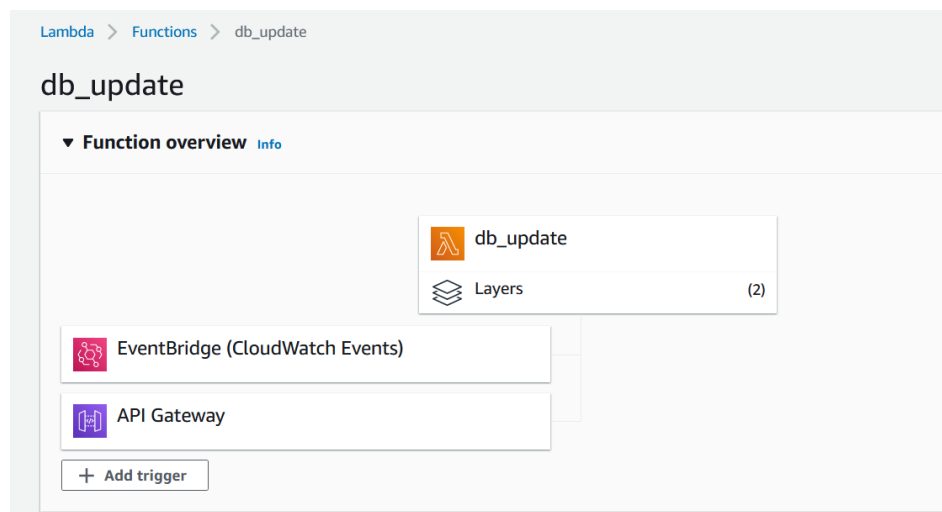 Lambda > Functions > db_update
db_update
▼ Function overview Info
db_update
Layers (2)
EventBridge (CloudWatch Events)
API Gateway
+ Add trigger